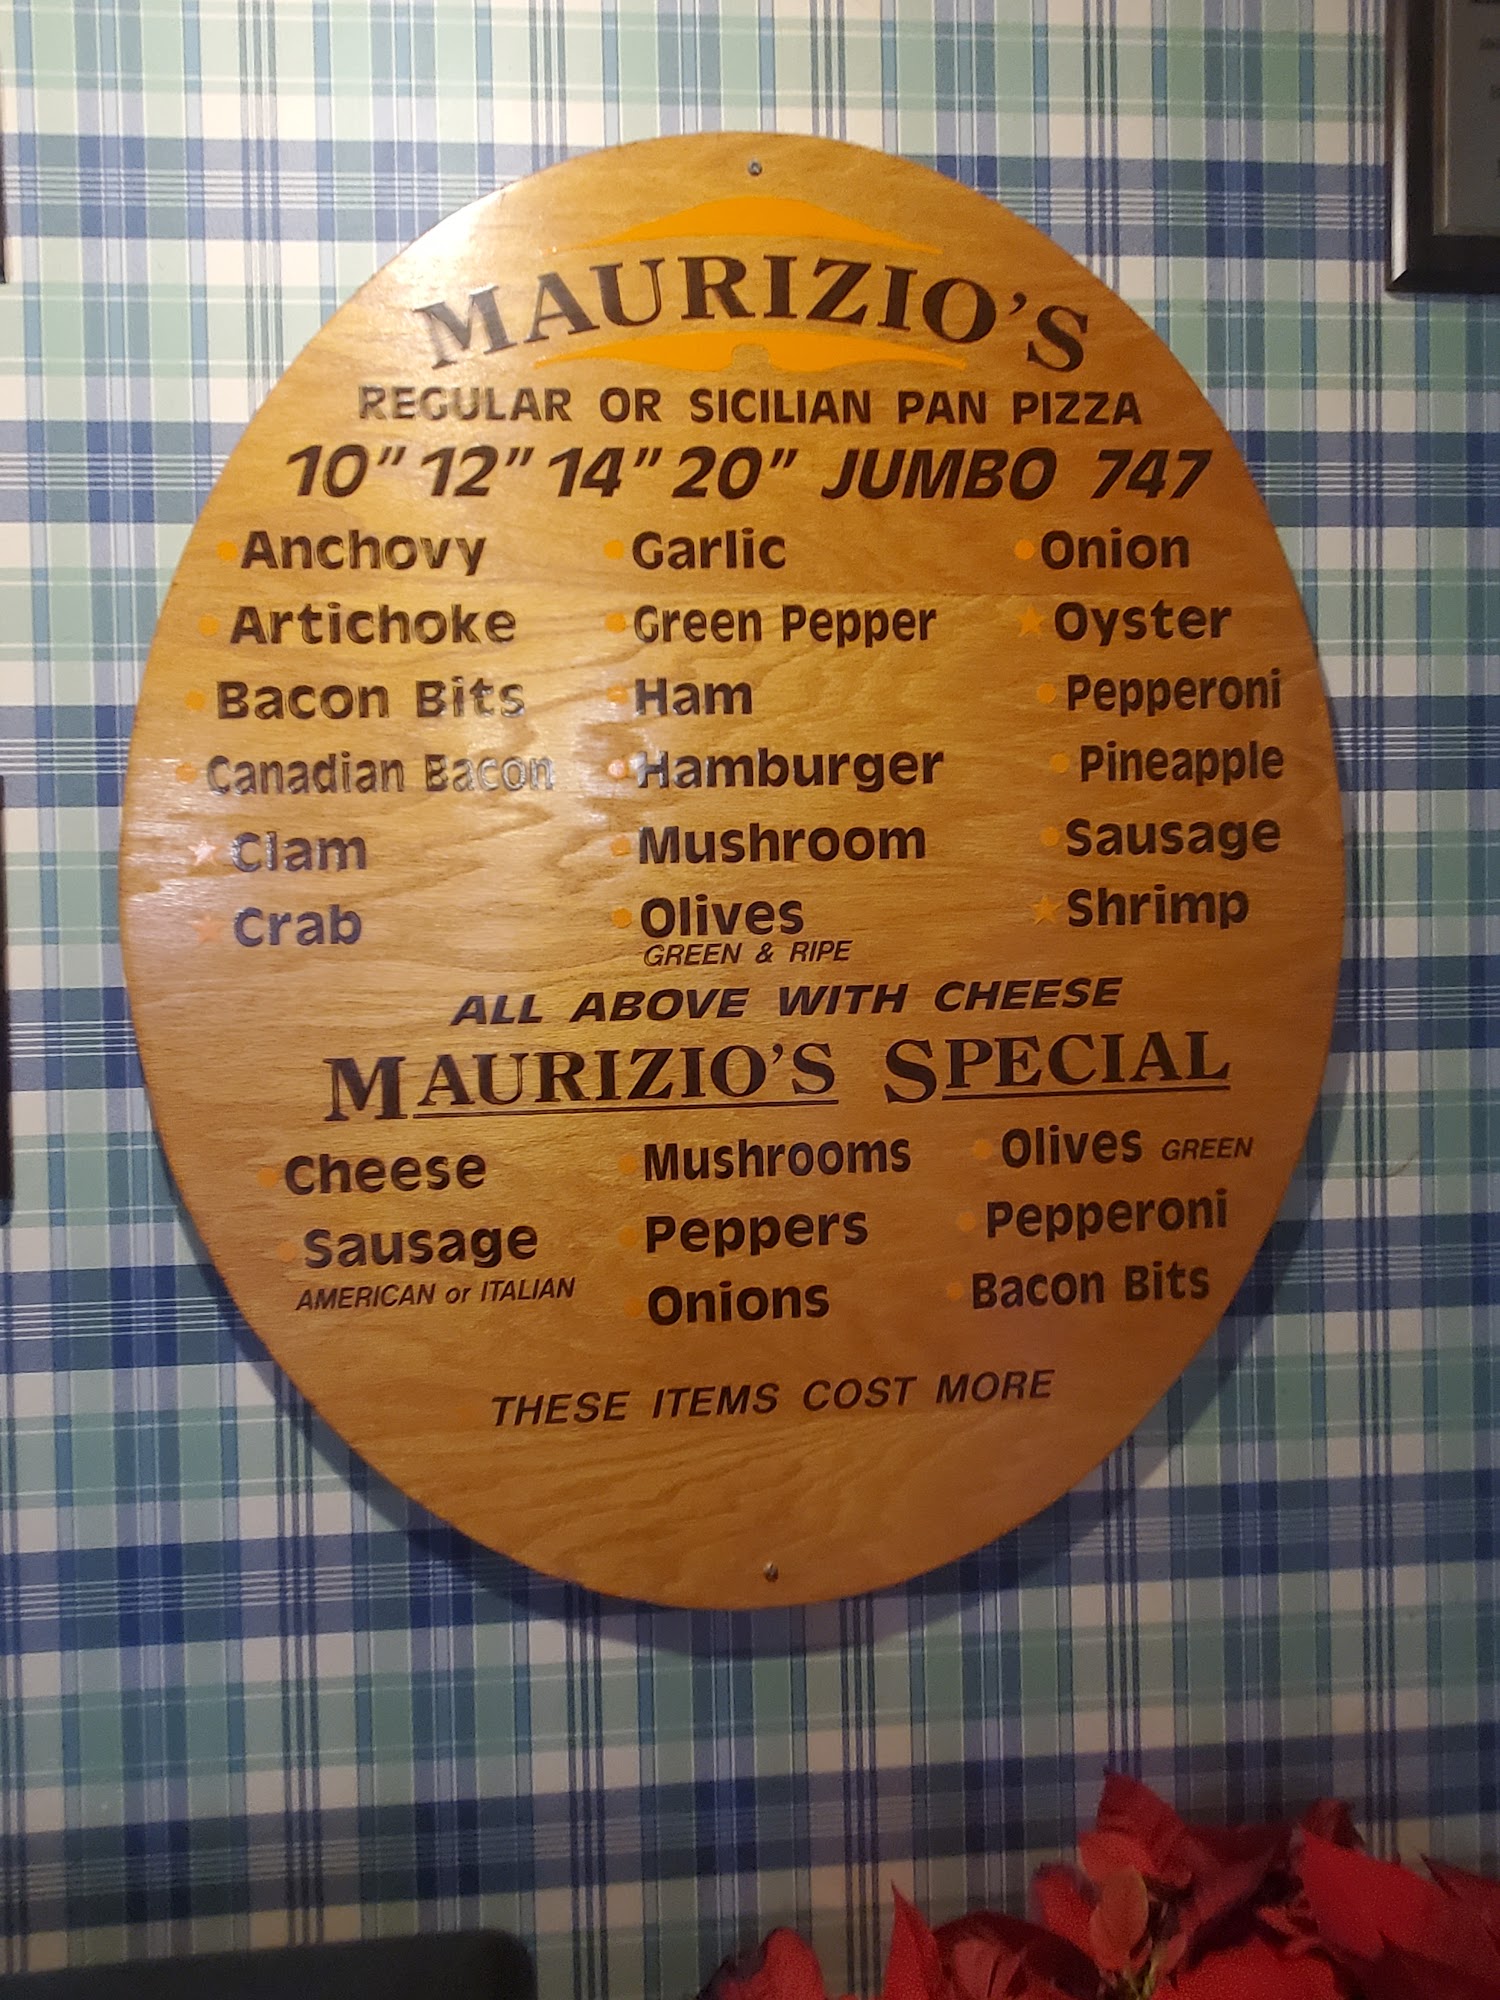 MAURIZIO'S
REGULAR OR SICILIAN PAN PIZZA
10" 12" 14" 20" JUMBO 747
Anchovy Garlic Onion
Artichoke Green Pepper Oyster
Bacon Bits Ham Pepperoni
Canadian Bacon Hamburger Pineapple
Clam Mushroom Sausage
Crab Olives Shrimp
GREEN & RIPE
ALL ABOVE WITH CHEESE
MAURIZIO'S SPECIAL
Cheese Mushrooms Olives GREEN
Sausage Peppers Pepperoni
AMERICAN or ITALIAN Onions Bacon Bits
THESE ITEMS COST MORE